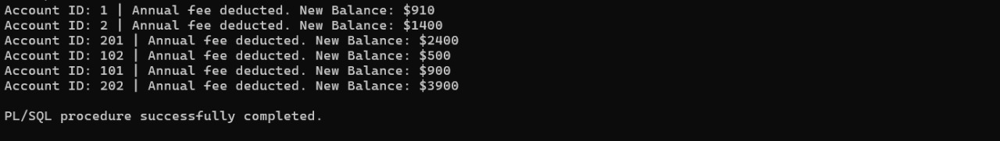 Account ID: 1 | Annual fee deducted. New Balance: $910
Account ID: 2 | Annual fee deducted. New Balance: $1400
Account ID: 201 | Annual fee deducted. New Balance: $2400
Account ID: 102 | Annual fee deducted. New Balance: $500
Account ID: 101 | Annual fee deducted. New Balance: $900
Account ID: 202 | Annual fee deducted. New Balance: $3900
PL/SQL procedure successfully completed.